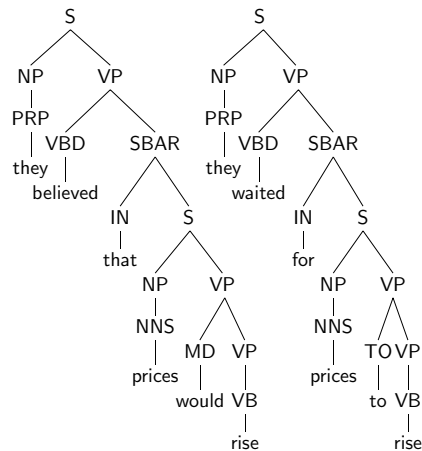 S S
NP VP NP VP
PRP PRP
they VBD SBAR they VBD SBAR
believed waited
IN S IN S
that for
NP VP NP VP
NNS NNS
prices MD VP prices TO VP
would VB to VB
rise rise